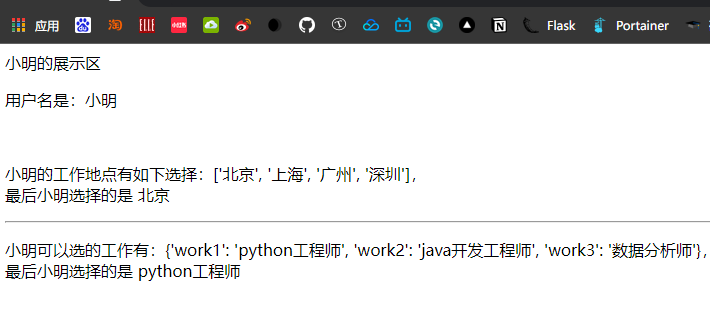 应用
淘
小红书
Flask
Portainer
小明的展示区
用户名是：小明
小明的工作地点有如下选择：['北京', '上海', '广州', '深圳'],
最后小明选择的是 北京
小明可以选的工作有：{'work1': 'python工程师', 'work2': 'java开发工程师', 'work3': '数据分析师'},
最后小明选择的是 python工程师